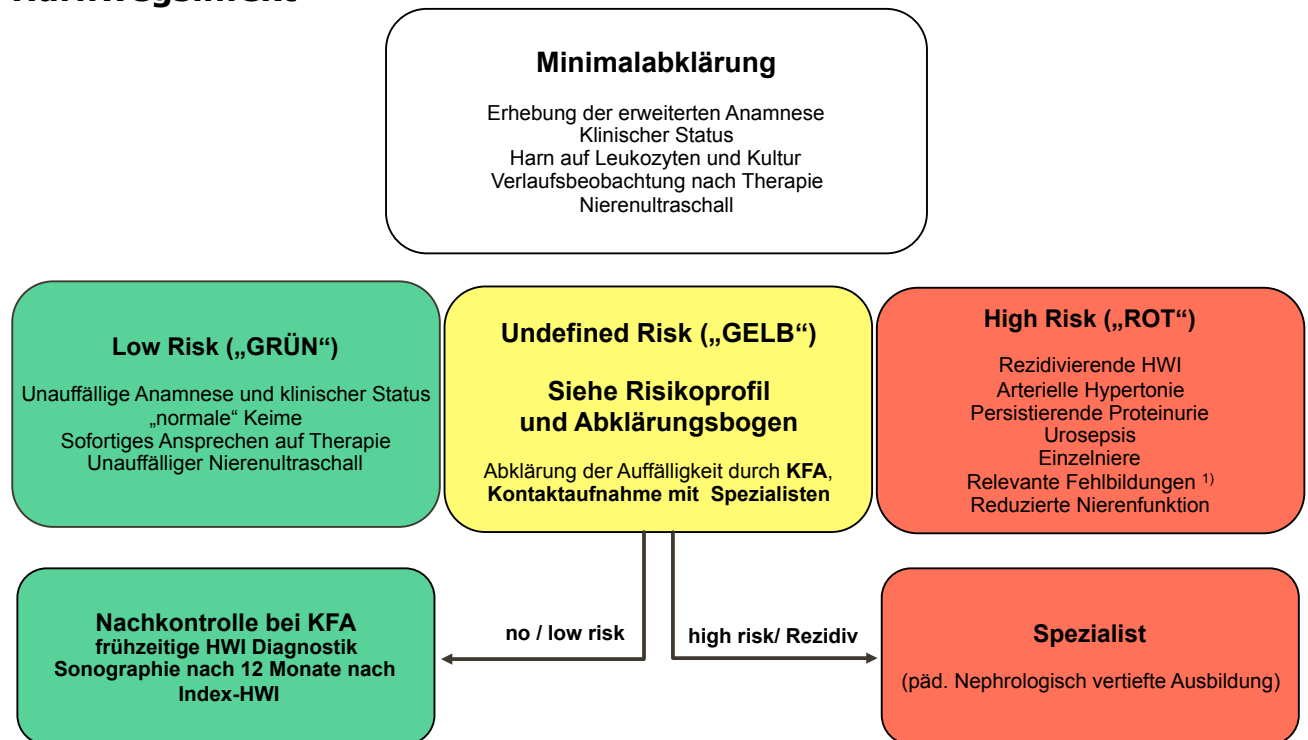 Minimalabklärung
Erhebung der erweiterten Anamnese
Klinischer Status
Harn auf Leukozyten und Kultur
Verlaufsbeobachtung nach Therapie
Nierenultraschall
Low Risk („GRÜN“)
Unauffällige Anamnese und klinischer Status
„normale“ Keime
Sofortiges Ansprechen auf Therapie
Unauffälliger Nierenultraschall
Undefined Risk („GELB“)
Siehe Risikoprofil
und Abklärungsbogen
Abklärung der Auffälligkeit durch KFA,
Kontaktaufnahme mit Spezialisten
High Risk („ROT“)
Rezidivierende HWI
Arterielle Hypertonie
Persistierende Proteinurie
Urosepsis
Einzelniere
Relevante Fehlbildungen 1)
Reduzierte Nierenfunktion
Nachkontrolle bei KFA
frühzeitige HWI Diagnostik
Sonographie nach 12 Monate nach
Index-HWI
no / low risk
high risk/ Rezidiv
Spezialist
(päd. Nephrologisch vertiefte Ausbildung)